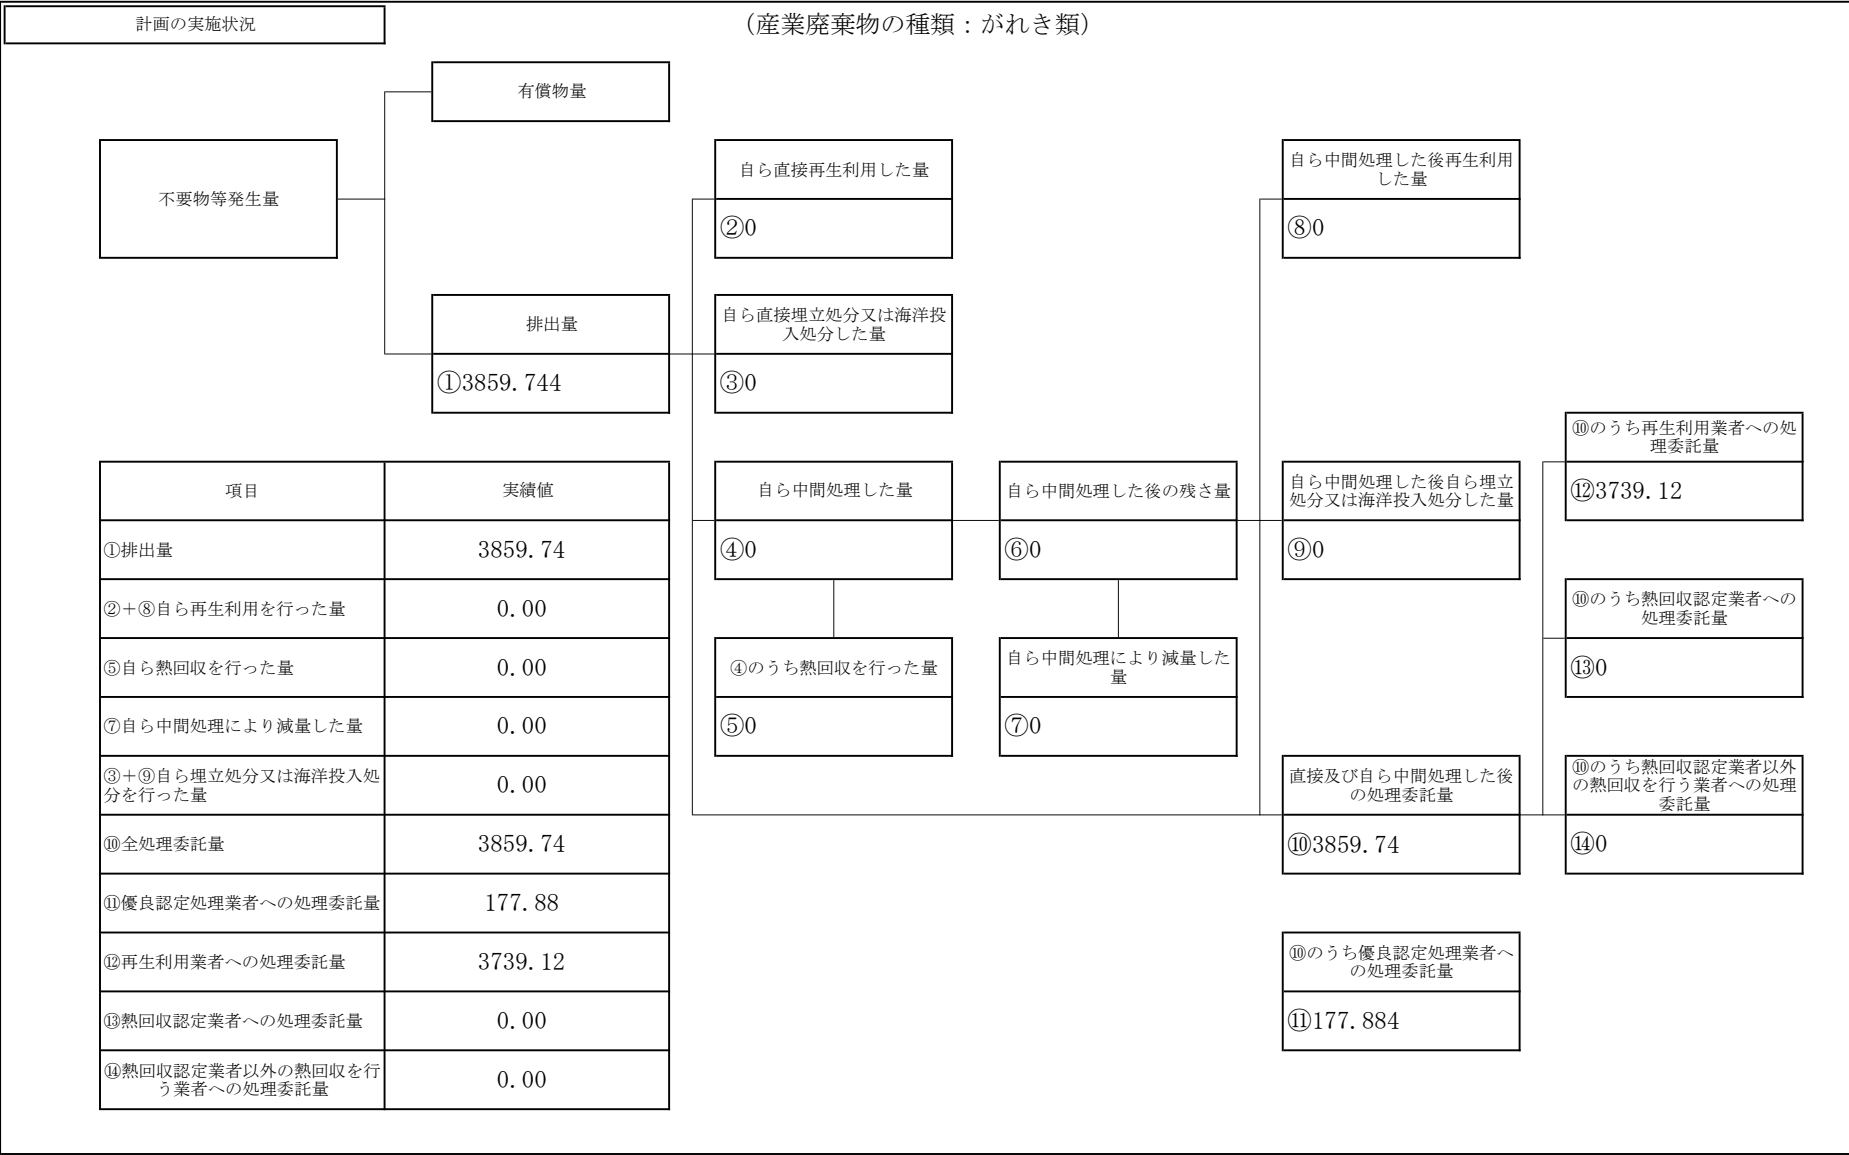 計画の実施状況
（産業廃棄物の種類：がれき類）
有償物量
不要物等発生量
自ら直接再生利用した量
②0
自ら中間処理した後再生利用
した量
⑧0
排出量
①3859.744
自ら直接埋立処分又は海洋投
入処分した量
③0
⑩のうち再生利用業者への処
理委託量
⑫3739.12
自ら中間処理した量
④0
自ら中間処理した後の残さ量
⑥0
自ら中間処理した後自ら埋立
処分又は海洋投入処分した量
⑨0
⑩のうち熱回収認定業者への
処理委託量
⑬0
④のうち熱回収を行った量
⑤0
自ら中間処理により減量した
量
⑦0
直接及び自ら中間処理した後
の処理委託量
⑩3859.74
⑩のうち熱回収認定業者以外
の熱回収を行う業者への処理
委託量
⑭0
⑩のうち優良認定処理業者へ
の処理委託量
⑪177.884
項目 実績値
①排出量 3859.74
②＋⑧自ら再生利用を行った量 0.00
⑤自ら熱回収を行った量 0.00
⑦自ら中間処理により減量した量 0.00
③＋⑨自ら埋立処分又は海洋投入処
分を行った量 0.00
⑩全処理委託量 3859.74
⑪優良認定処理業者への処理委託量 177.88
⑫再生利用業者への処理委託量 3739.12
⑬熱回収認定業者への処理委託量 0.00
⑭熱回収認定業者以外の熱回収を行
う業者への処理委託量 0.00